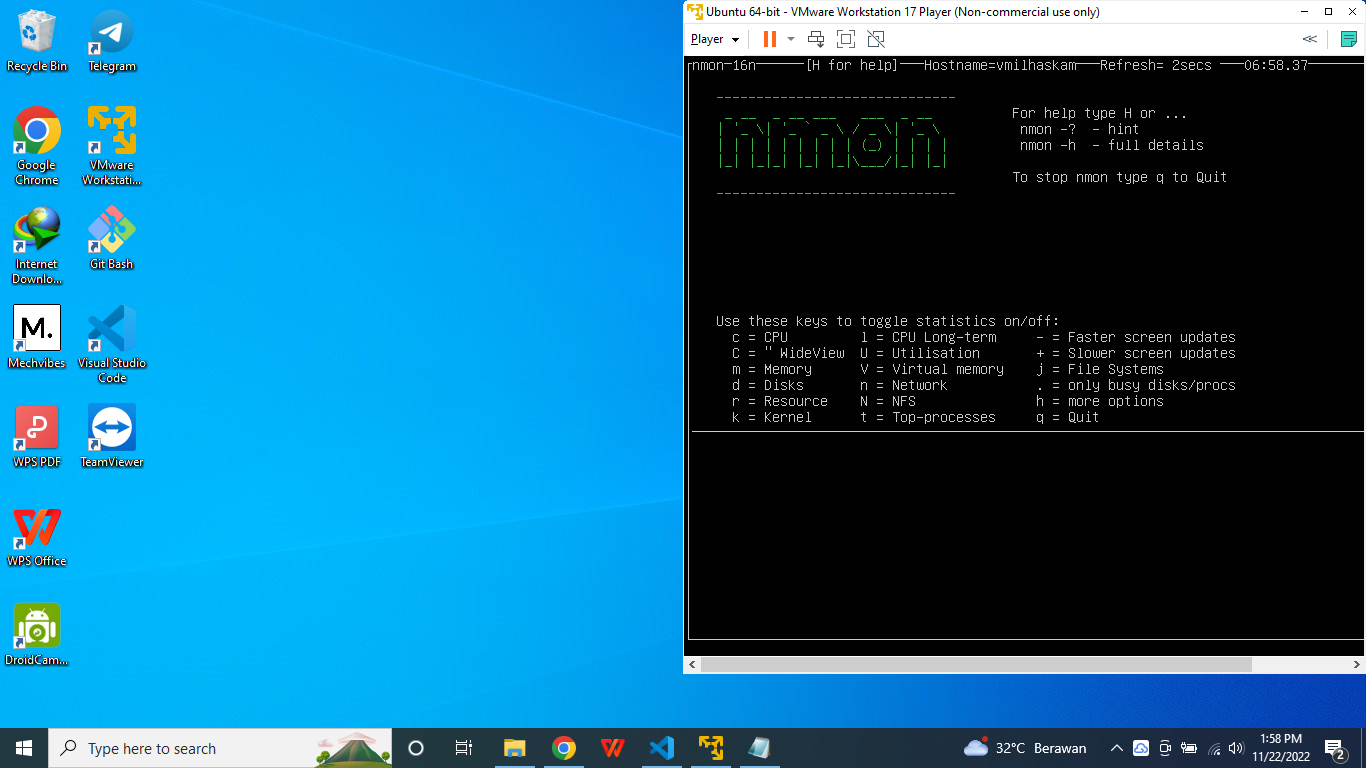 Recycle Bin
Telegram
Google Chrome
VMware Workstati...
Internet Downlo...
Git Bash
M.
Mechvibes
Visual Studio Code
WPS PDF
TeamViewer
WPS Office
DroidCam...
Ubuntu 64-bit - VMware Workstation 17 Player (Non-commercial use only)
Player
nmon-16n [H for help] Hostname=vmilhaskam Refresh= 2secs 06:58.37
nmon
For help type H or ...
nmon -? - hint
nmon -h - full details
To stop nmon type q to Quit
Use these keys to toggle statistics on/off:
c = CPU l = CPU Long-term - = Faster screen updates
C = " WideView U = Utilisation + = Slower screen updates
m = Memory V = Virtual memory j = File Systems
d = Disks n = Network . = only busy disks/procs
r = Resource N = NFS h = more options
k = Kernel t = Top-processes q = Quit
Type here to search
32°C Berawan
1:58 PM
11/22/2022
2